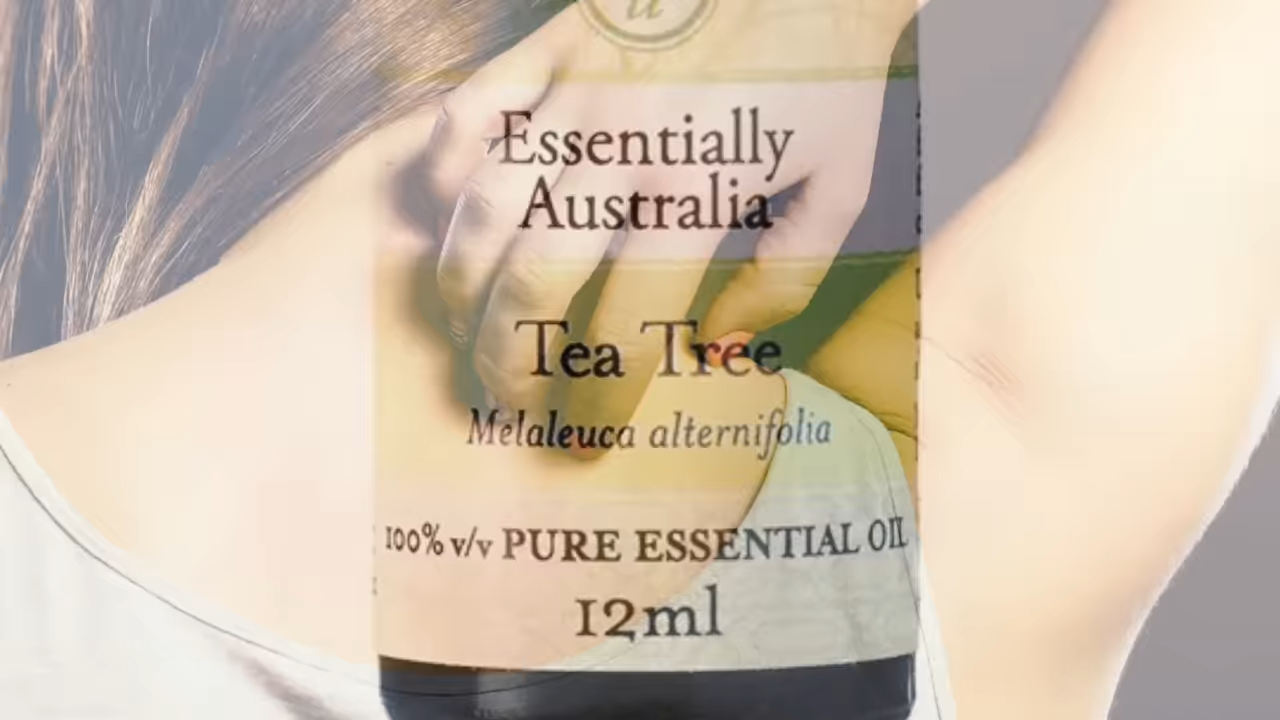 Essentially
Australia
Tea Tree
Melaleuca alternifolia
100% v/v PURE ESSENTIAL OIL
12ml